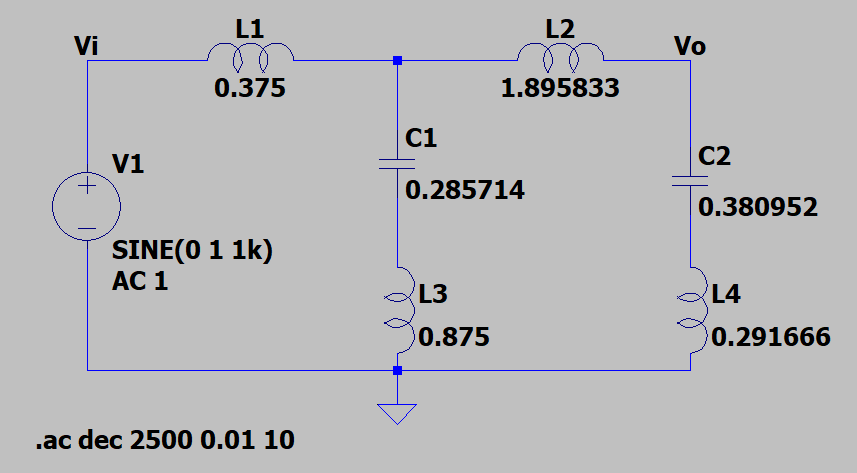 Vi
L1
0.375
L2
1.895833
Vo
V1
SINE(0 1 1k)
AC 1
C1
0.285714
C2
0.380952
L3
0.875
L4
0.291666
.ac dec 2500 0.01 10